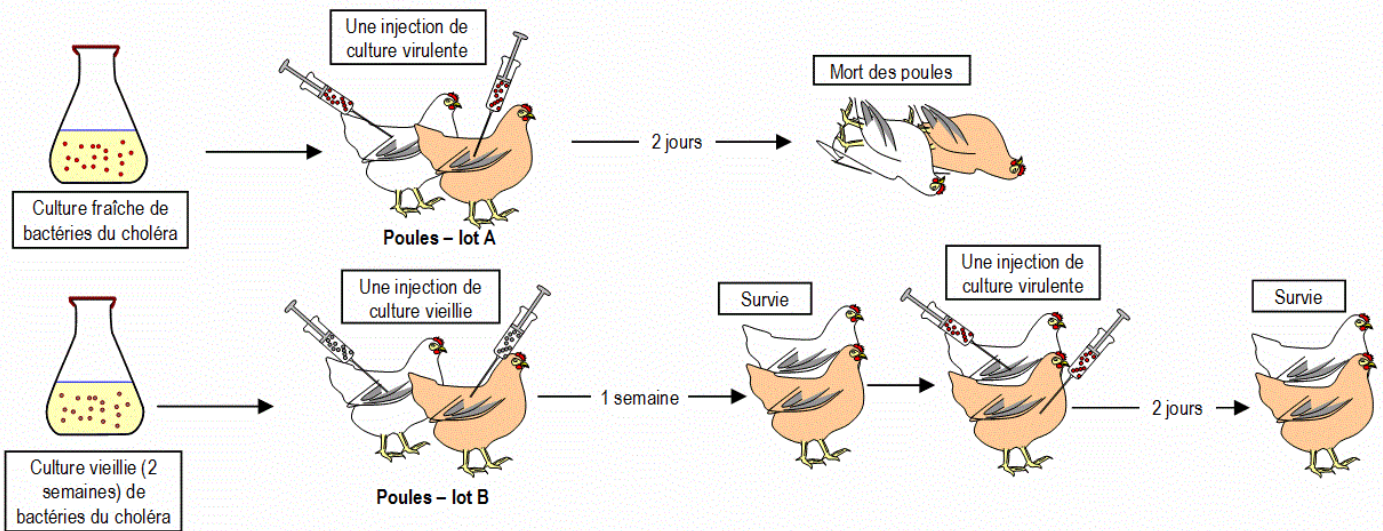 Une injection de
culture virulente
Mort des poules
2 jours
Culture fraîche de
bactéries du choléra
Poules – lot A
Une injection de
culture vieillie
Survie
Une injection de
culture virulente
Survie
1 semaine
2 jours
Culture vieillie (2
semaines) de
bactéries du choléra
Poules – lot B